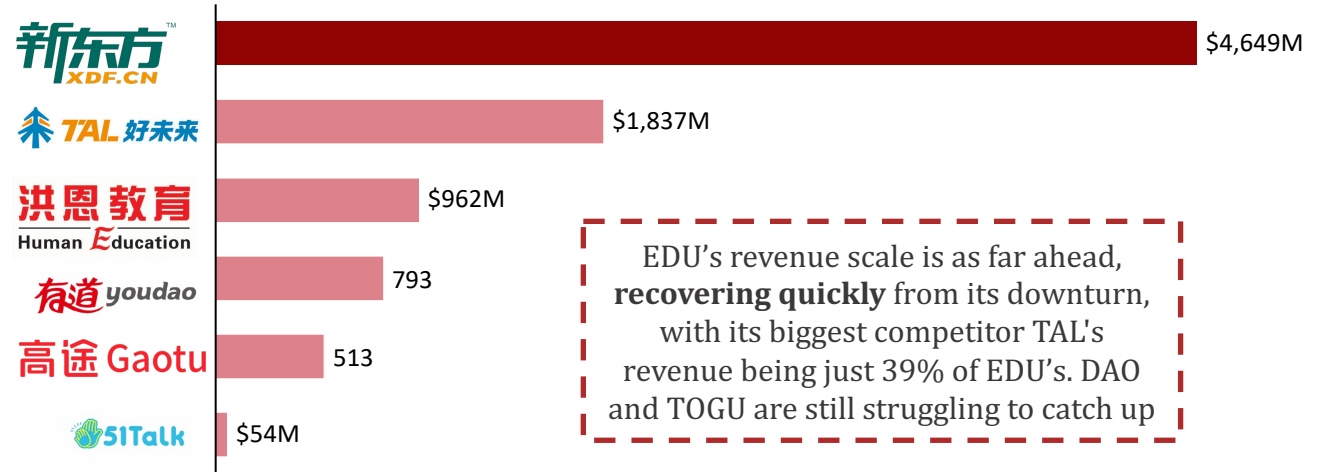 新东方™
XDF.CN
$4,649M
TAL 好未来
$1,837M
洪恩教育
Human Education
$962M
有道 youdao
793
高途 Gaotu
513
51Talk
$54M
EDU’s revenue scale is as far ahead,
recovering quickly from its downturn,
with its biggest competitor TAL's
revenue being just 39% of EDU’s. DAO
and TOGU are still struggling to catch up